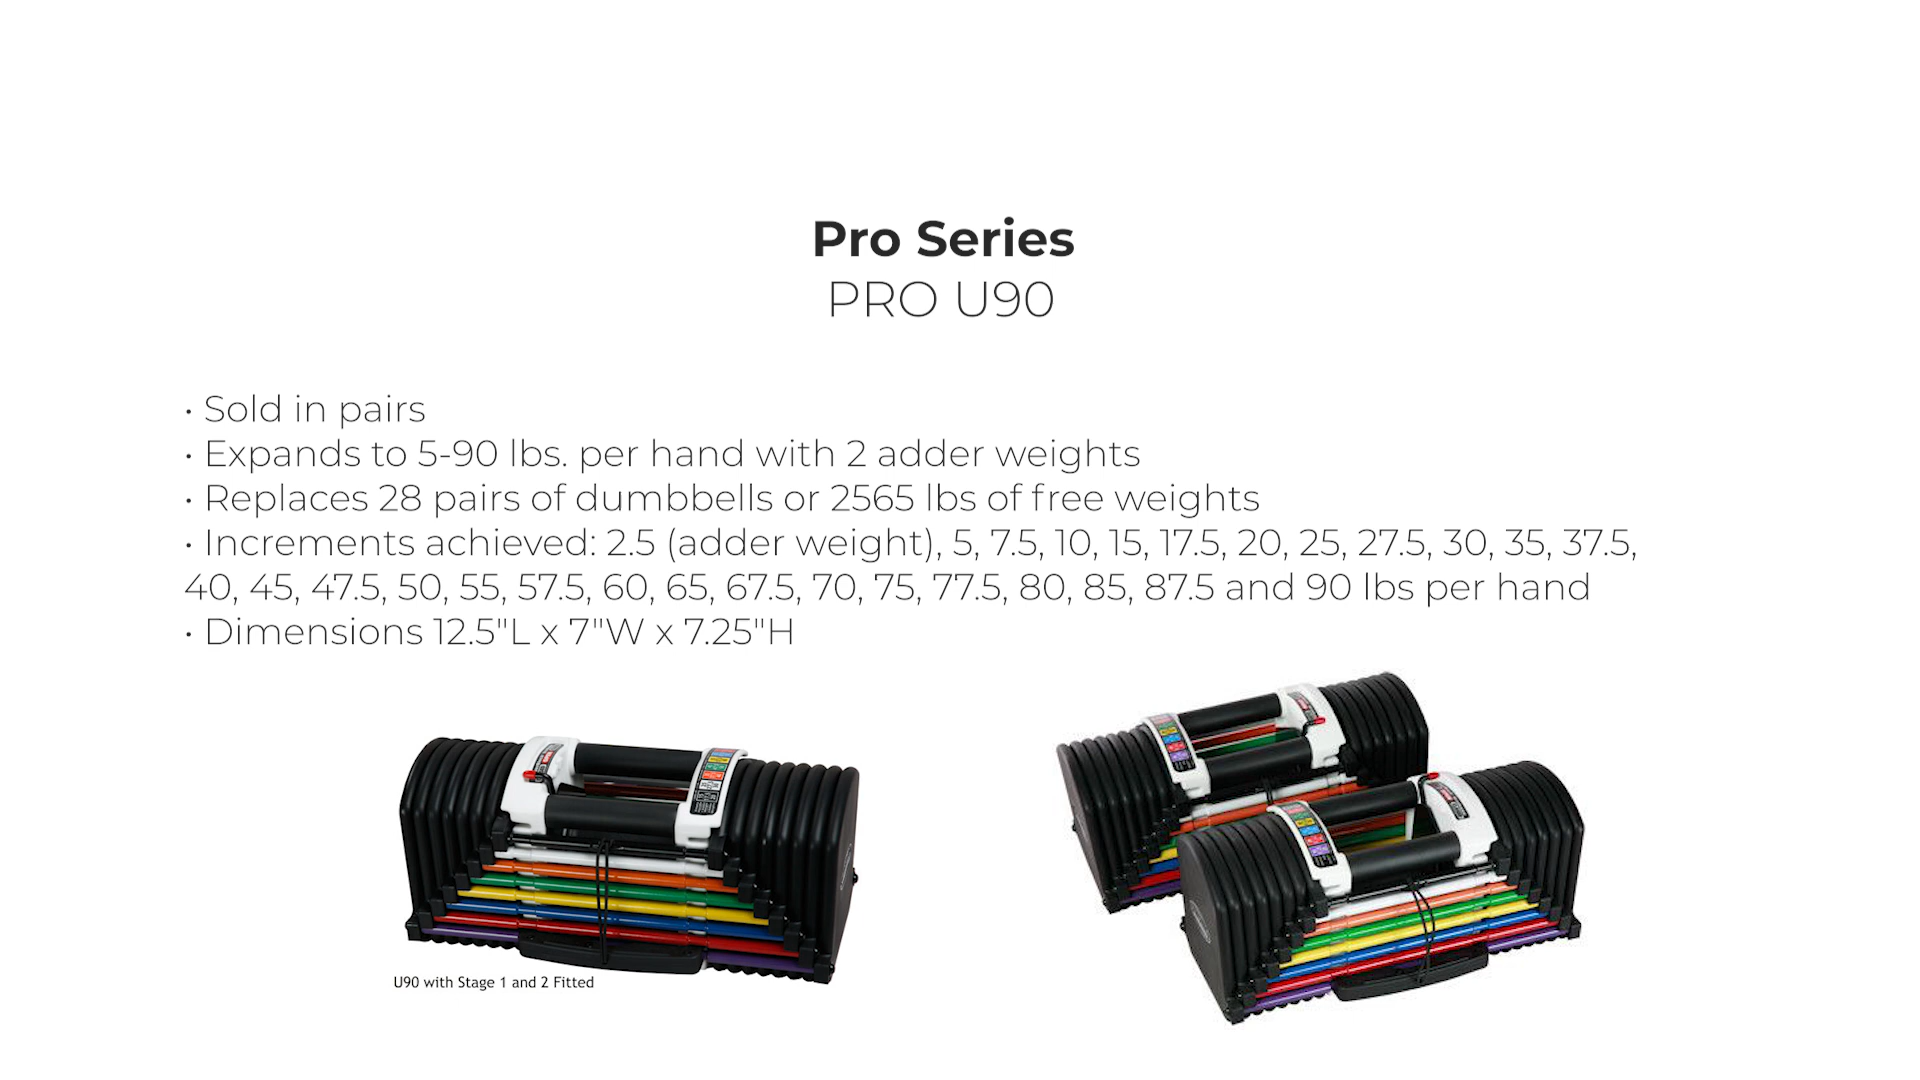 Pro Series
PRO U90
• Sold in pairs
• Expands to 5-90 lbs. per hand with 2 adder weights
• Replaces 28 pairs of dumbbells or 2565 lbs of free weights
• Increments achieved: 2.5 (adder weight), 5, 7.5, 10, 15, 17.5, 20, 25, 27.5, 30, 35, 37.5,
40, 45, 47.5, 50, 55, 57.5, 60, 65, 67.5, 70, 75, 77.5, 80, 85, 87.5 and 90 lbs per hand
• Dimensions 12.5"L x 7"W x 7.25"H
U90 with Stage 1 and 2 Fitted